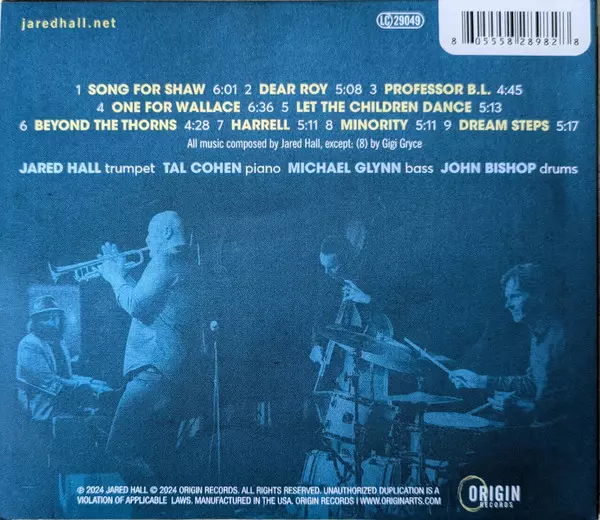 jaredhall.net
LC 29049
8 05558 28982 8
1 SONG FOR SHAW 6:01 2 DEAR ROY 5:08 3 PROFESSOR B.L. 4:45
4 ONE FOR WALLACE 6:36 5 LET THE CHILDREN DANCE 5:13
6 BEYOND THE THORNS 4:28 7 HARRELL 5:11 8 MINORITY 5:11 9 DREAM STEPS 5:17
All music composed by Jared Hall, except: (8) by Gigi Gryce
JARED HALL trumpet TAL COHEN piano MICHAEL GLYNN bass JOHN BISHOP drums
℗ 2024 JARED HALL © 2024 ORIGIN RECORDS. ALL RIGHTS RESERVED. UNAUTHORIZED DUPLICATION IS A
VIOLATION OF APPLICABLE LAWS. MANUFACTURED IN THE USA. ORIGIN RECORDS | WWW.ORIGINARTS.COM
ORIGIN
RECORDS